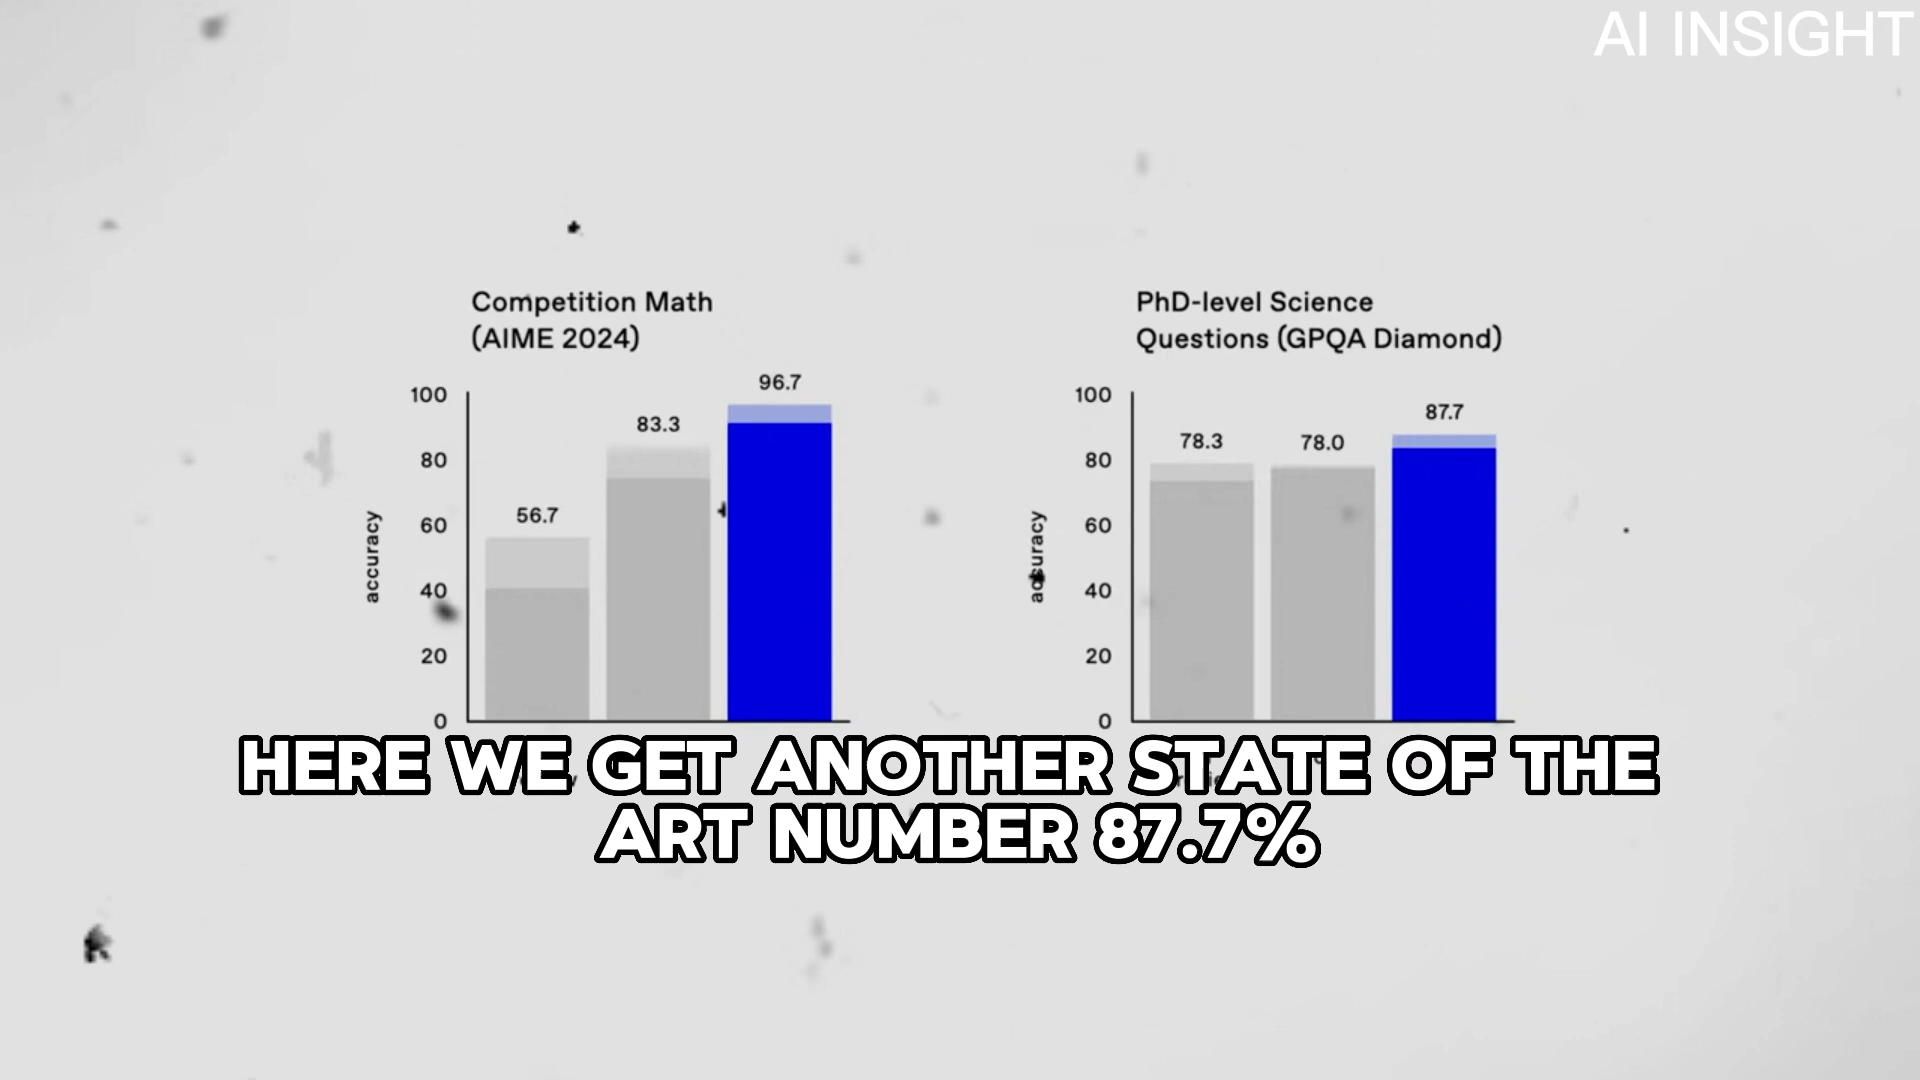 AI INSIGHT
Competition Math
(AIME 2024)
100
80
60
40
20
0
accuracy
56.7
83.3
96.7
PhD-level Science
Questions (GPQA Diamond)
100
80
60
40
20
0
accuracy
78.3
78.0
87.7
HERE WE GET ANOTHER STATE OF THE
ART NUMBER 87.7%